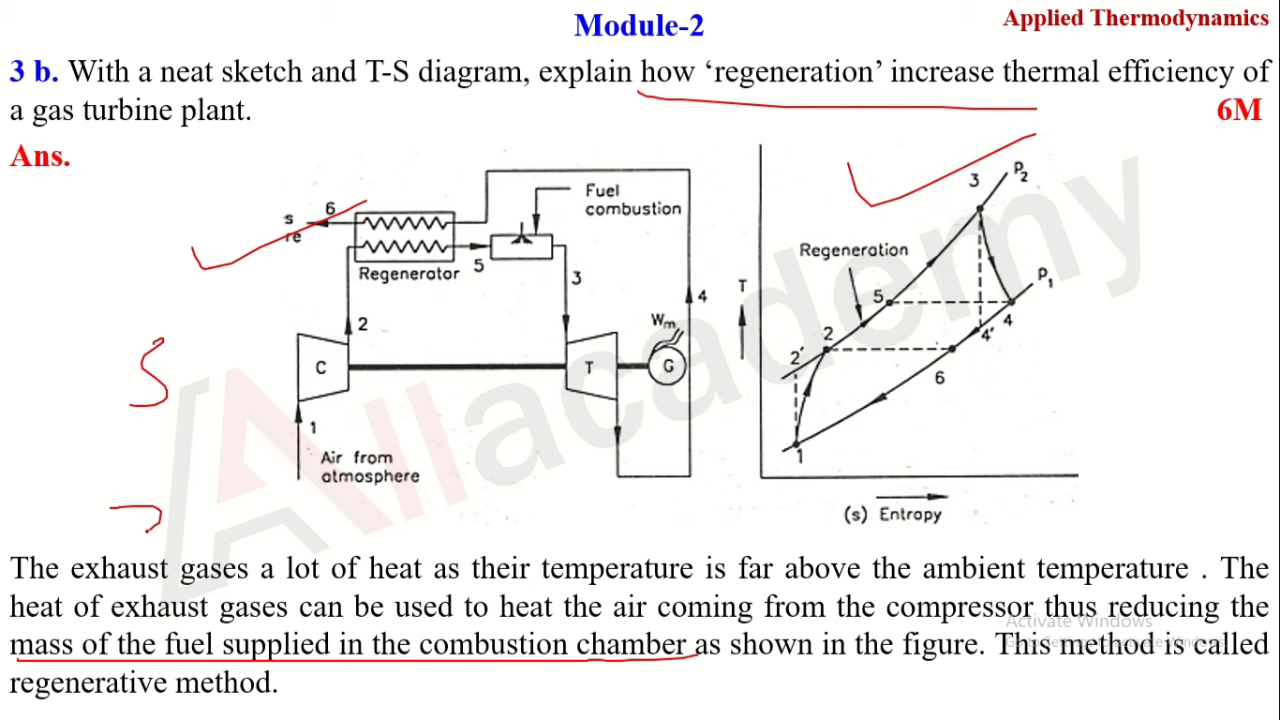 Module-2
Applied Thermodynamics
3 b. With a neat sketch and T-S diagram, explain how ‘regeneration’ increase thermal efficiency of
a gas turbine plant. 6M
Ans.
6
s
re
Fuel
combustion
Regenerator
5
3
2
4
Wm
C
T
G
1
Air from
atmosphere
3
P2
Regeneration
T
5
P1
4
4'
2
2'
6
1
(s) Entropy
Allacademy
S
The exhaust gases a lot of heat as their temperature is far above the ambient temperature . The
heat of exhaust gases can be used to heat the air coming from the compressor thus reducing the
Activate Windows
mass of the fuel supplied in the combustion chamber as shown in the figure. This method is called
regenerative method.